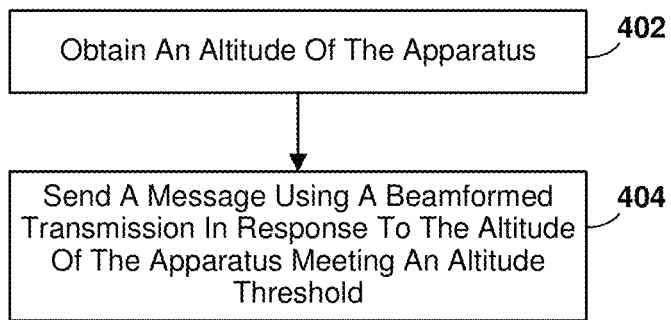 Obtain An Altitude Of The Apparatus
402
Send A Message Using A Beamformed
Transmission In Response To The Altitude
Of The Apparatus Meeting An Altitude
Threshold
404